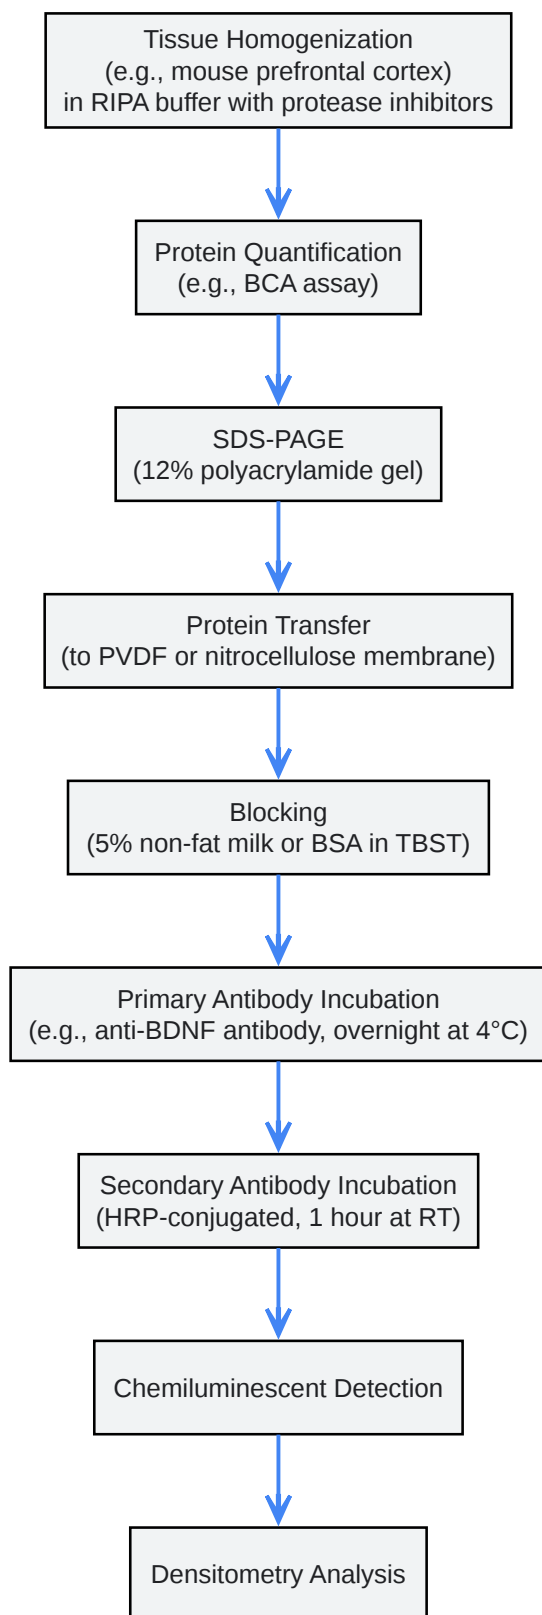 Tissue Homogenization
(e.g., mouse prefrontal cortex)
in RIPA buffer with protease inhibitors
Protein Quantification
(e.g., BCA assay)
SDS-PAGE
(12% polyacrylamide gel)
Protein Transfer
(to PVDF or nitrocellulose membrane)
Blocking
(5% non-fat milk or BSA in TBST)
Primary Antibody Incubation
(e.g., anti-BDNF antibody, overnight at 4°C)
Secondary Antibody Incubation
(HRP-conjugated, 1 hour at RT)
Chemiluminescent Detection
Densitometry Analysis